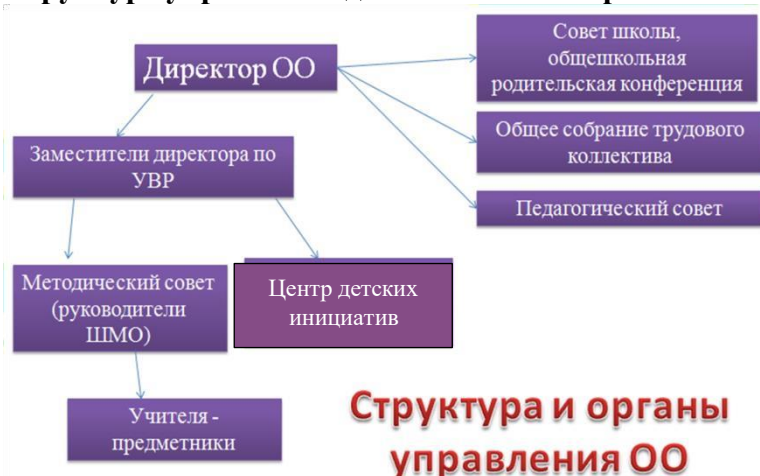 Директор ОО
Совет школы,
общешкольная
родительская конференция
Общее собрание трудового
коллектива
Педагогический совет
Заместители директора по
УВР
Методический совет
(руководители
ШМО)
Центр детских
инициатив
Учителя -
предметники
Структура и органы
управления ОО